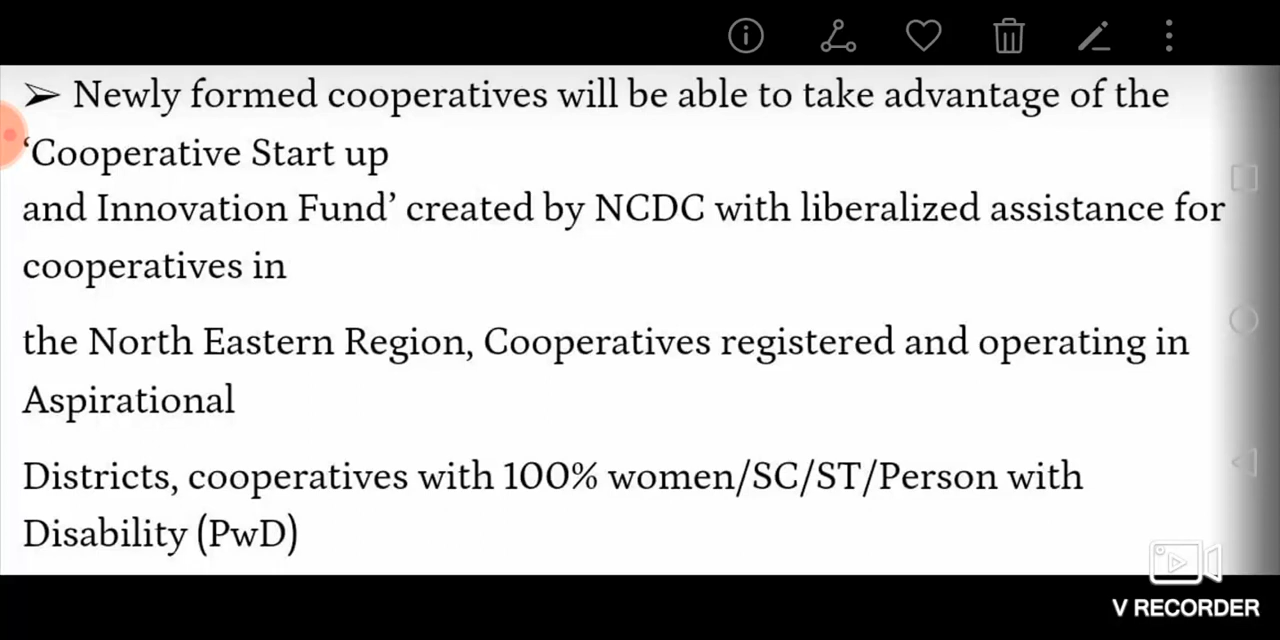 ➢ Newly formed cooperatives will be able to take advantage of the
‘Cooperative Start up
and Innovation Fund’ created by NCDC with liberalized assistance for
cooperatives in
the North Eastern Region, Cooperatives registered and operating in
Aspirational
Districts, cooperatives with 100% women/SC/ST/Person with
Disability (PwD)
V RECORDER